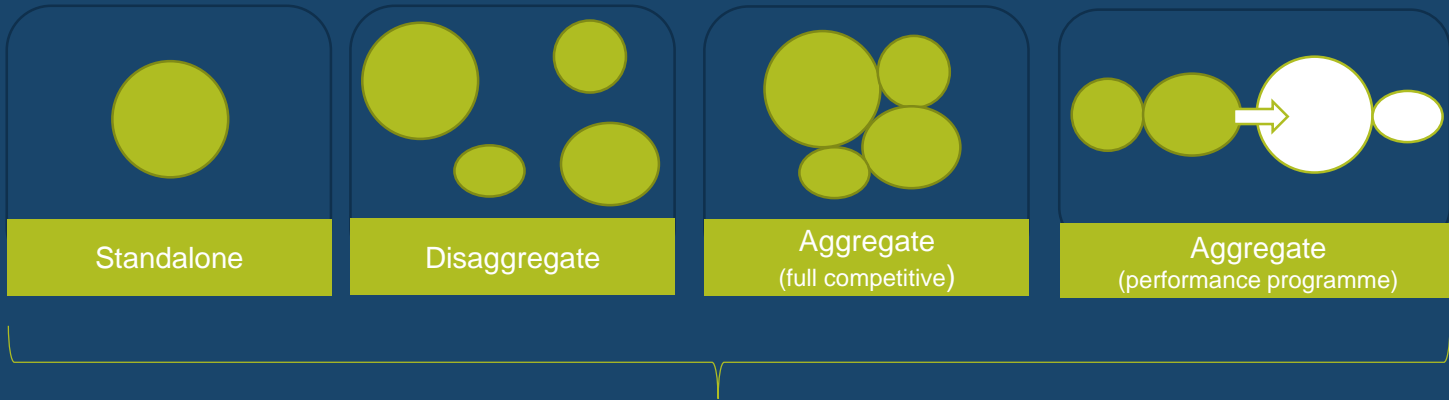 Standalone
Disaggregate
Aggregate
(full competitive)
Aggregate
(performance programme)